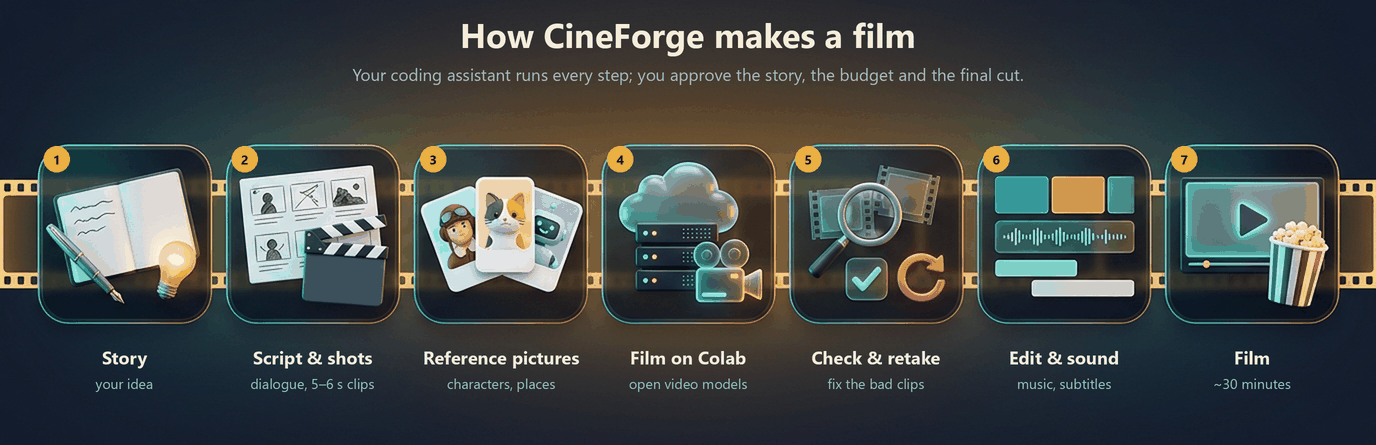 How CineForge makes a film
Your coding assistant runs every step; you approve the story, the budget and the final cut.
1
2
3
4
5
6
7
Story
your idea
Script & shots
dialogue, 5–6 s clips
Reference pictures
characters, places
Film on Colab
open video models
Check & retake
fix the bad clips
Edit & sound
music, subtitles
Film
~30 minutes